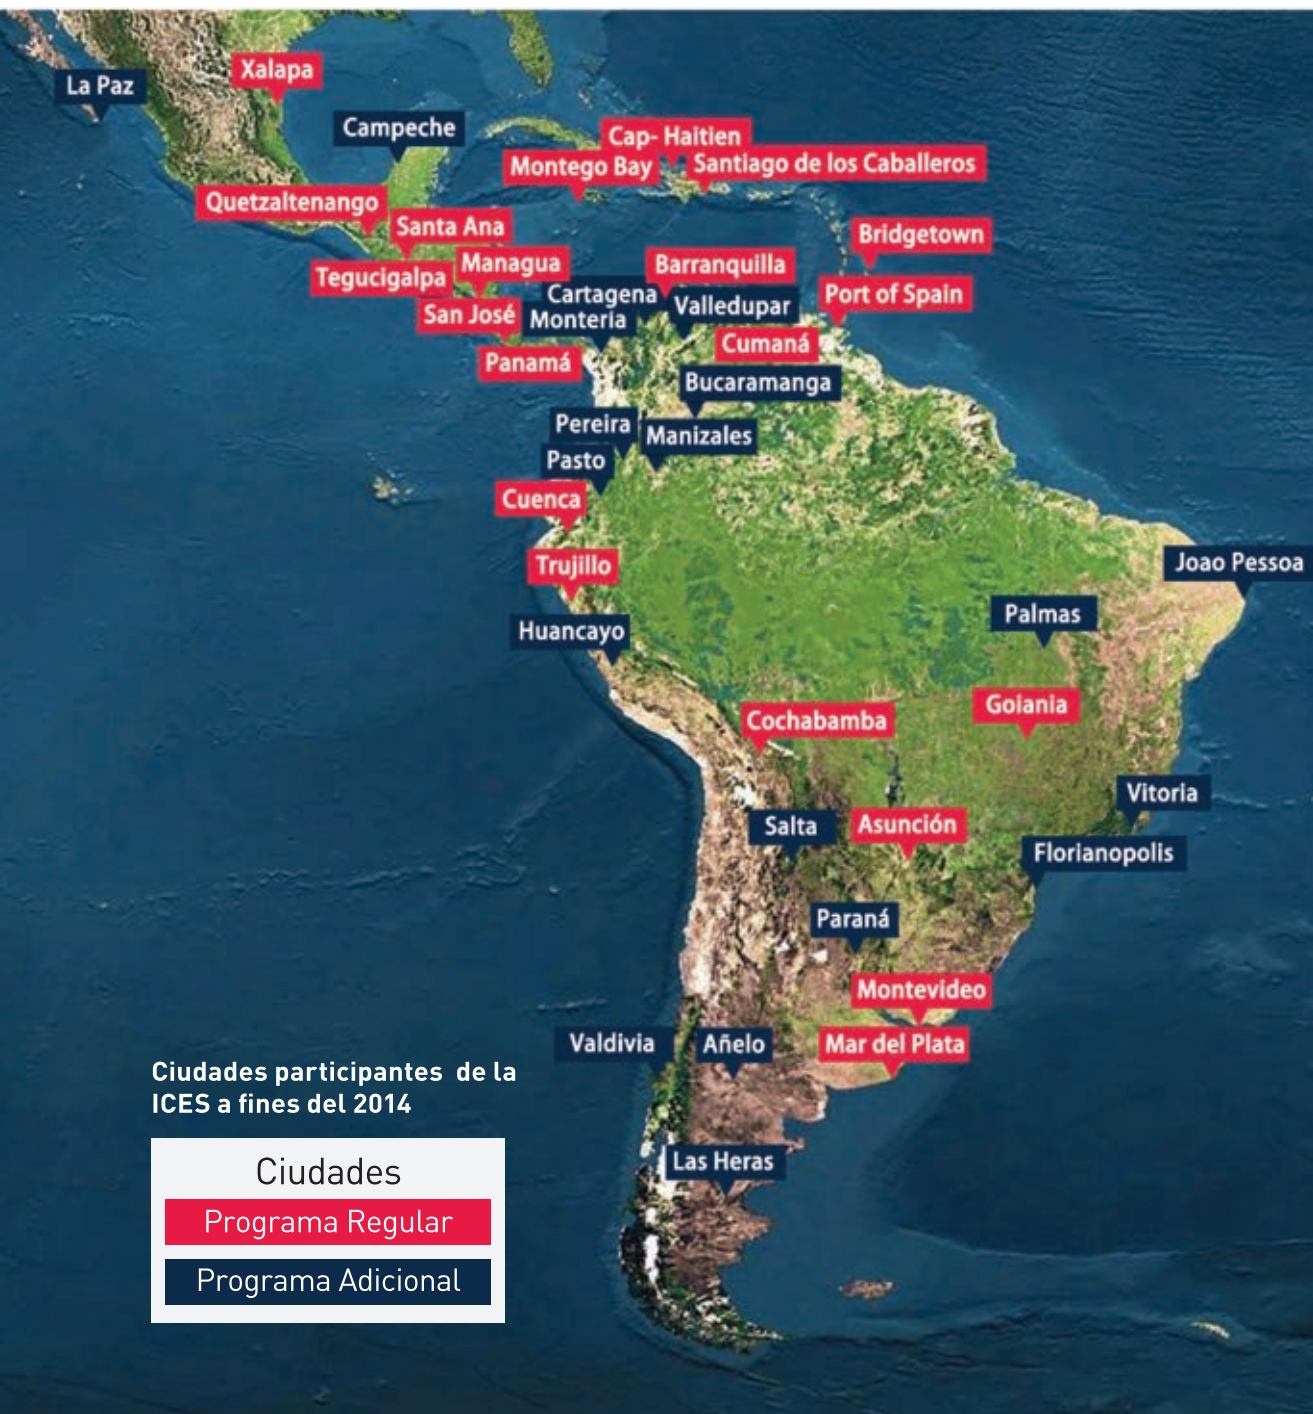 La Paz
Xalapa
Campeche
Cap- Haitien
Montego Bay
Santiago de los Caballeros
Quetzaltenango
Santa Ana
Bridgetown
Tegucigalpa
Managua
Barranquilla
Cartagena
Valledupar
Port of Spain
San José
Monteria
Cumaná
Panamá
Bucaramanga
Pereira
Manizales
Pasto
Cuenca
Trujillo
Joao Pessoa
Palmas
Huancayo
Goiania
Cochabamba
Vitoria
Salta
Asunción
Florianopolis
Paraná
Montevideo
Valdivia
Añelo
Mar del Plata
Las Heras
Ciudades participantes de la
ICES a fines del 2014
Ciudades
Programa Regular
Programa Adicional